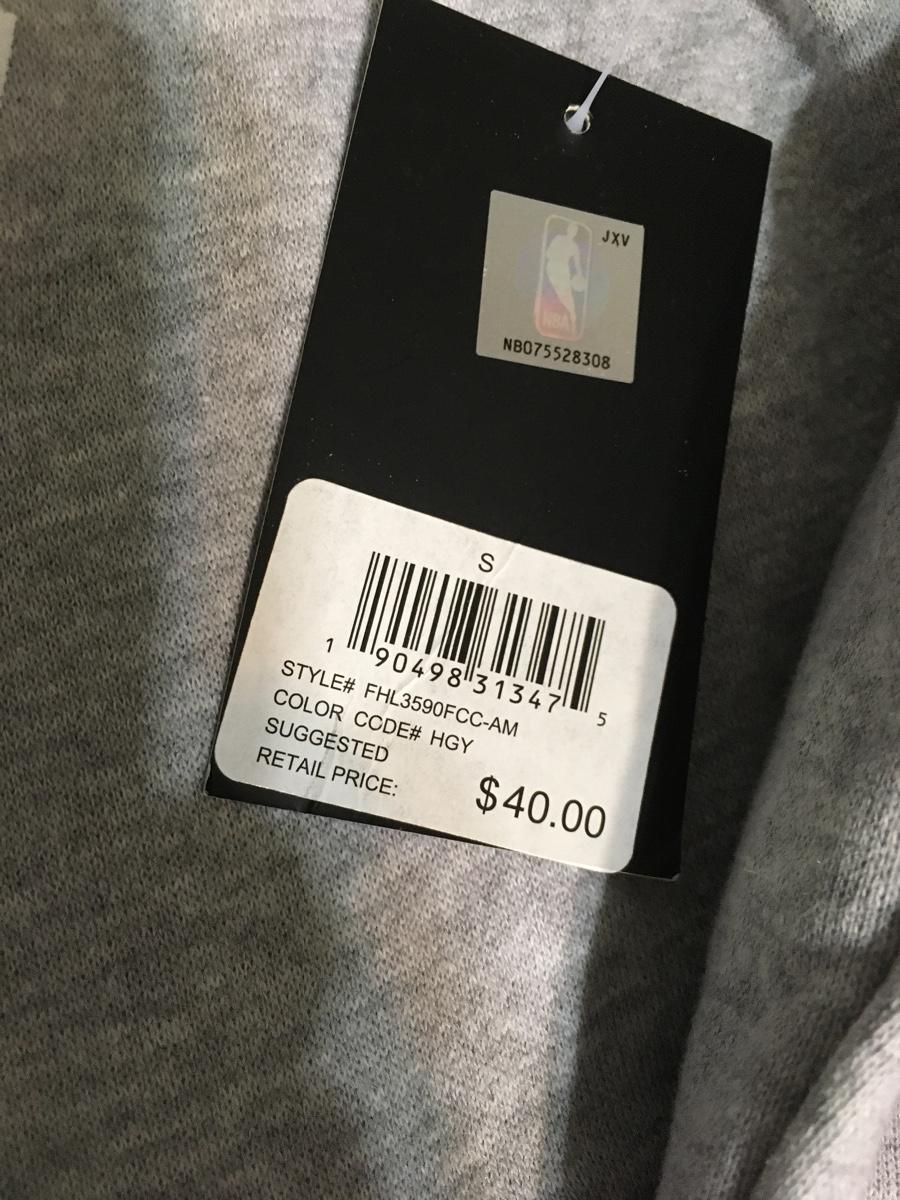 JXV
NBA
NB075528308
S
1 90498 31347 5
STYLE# FHL3590FCC-AM
COLOR CCDE# HGY
SUGGESTED
RETAIL PRICE:
$40.00